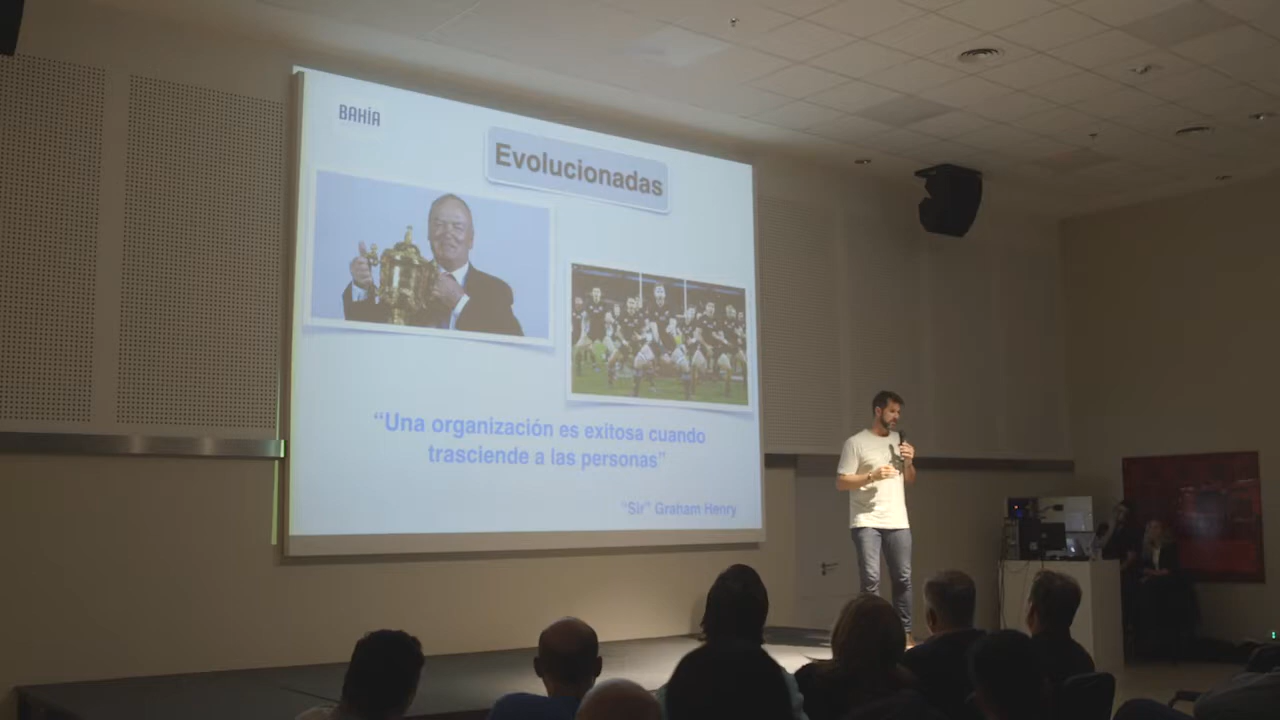 BAHÍA
Evolucionadas
“Una organización es exitosa cuando
trasciende a las personas”
“Sir” Graham Henry